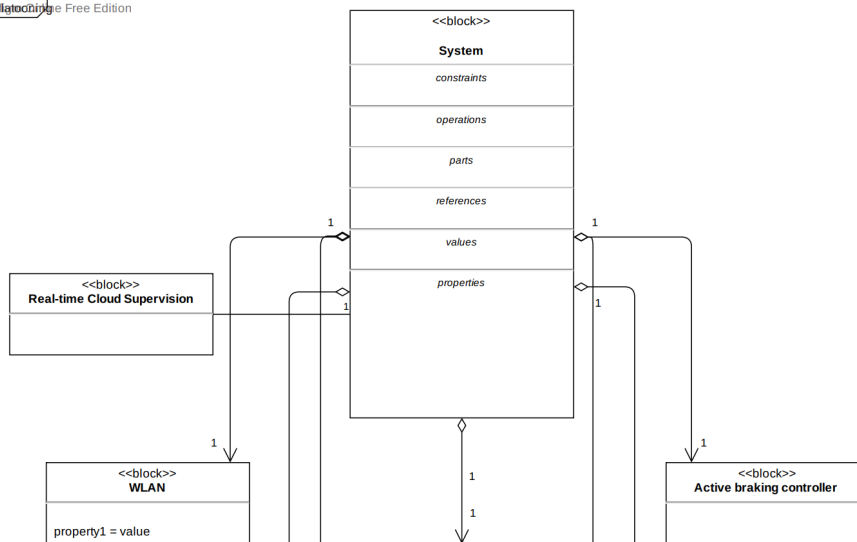 Free Edition
<<block>>
System
constraints
operations
parts
references
1
1
values
<<block>>
Real-time Cloud Supervision
properties
1
1
1
1
<<block>>
WLAN
1
<<block>>
Active braking controller
1
property1 = value